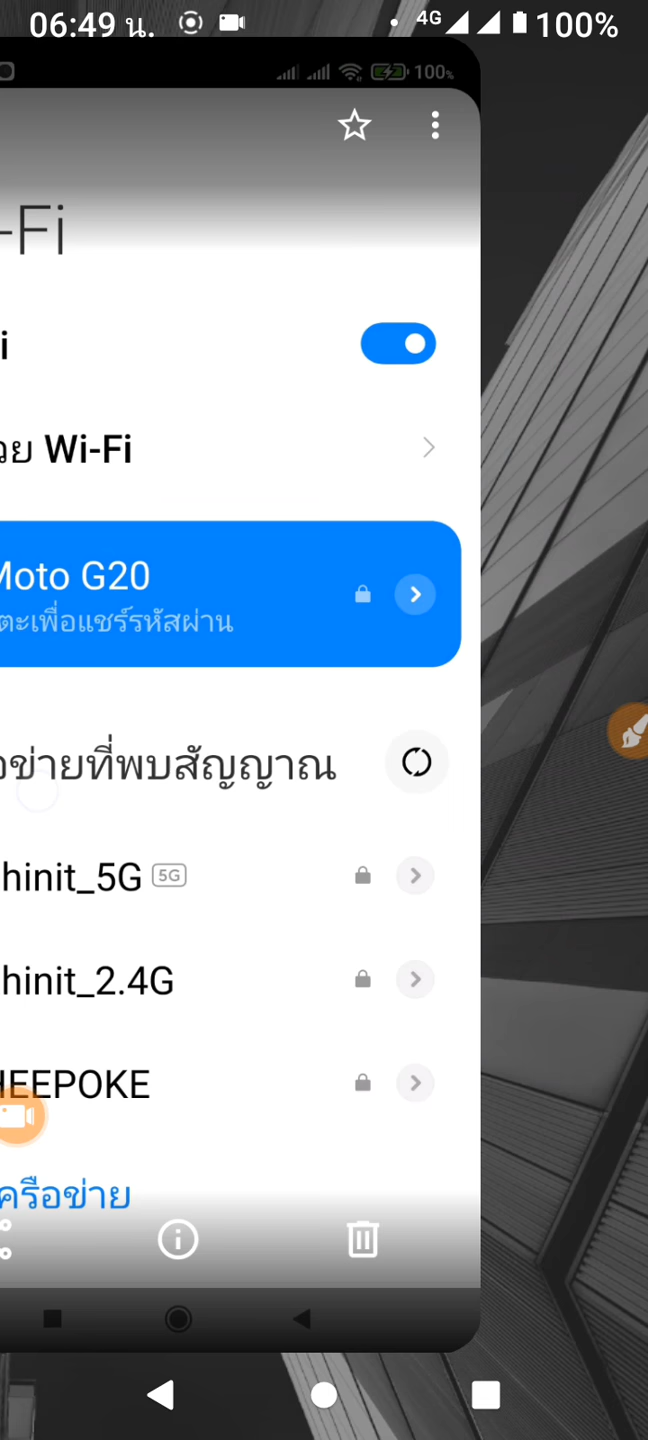 06:49 น.
4G
100%
100%
-Fi
i
วย Wi-Fi
Moto G20
ตะเพื่อแชร์รหัสผ่าน
อข่ายที่พบสัญญาณ
hinit_5G 5G
hinit_2.4G
HEEPOKE
ครือข่าย